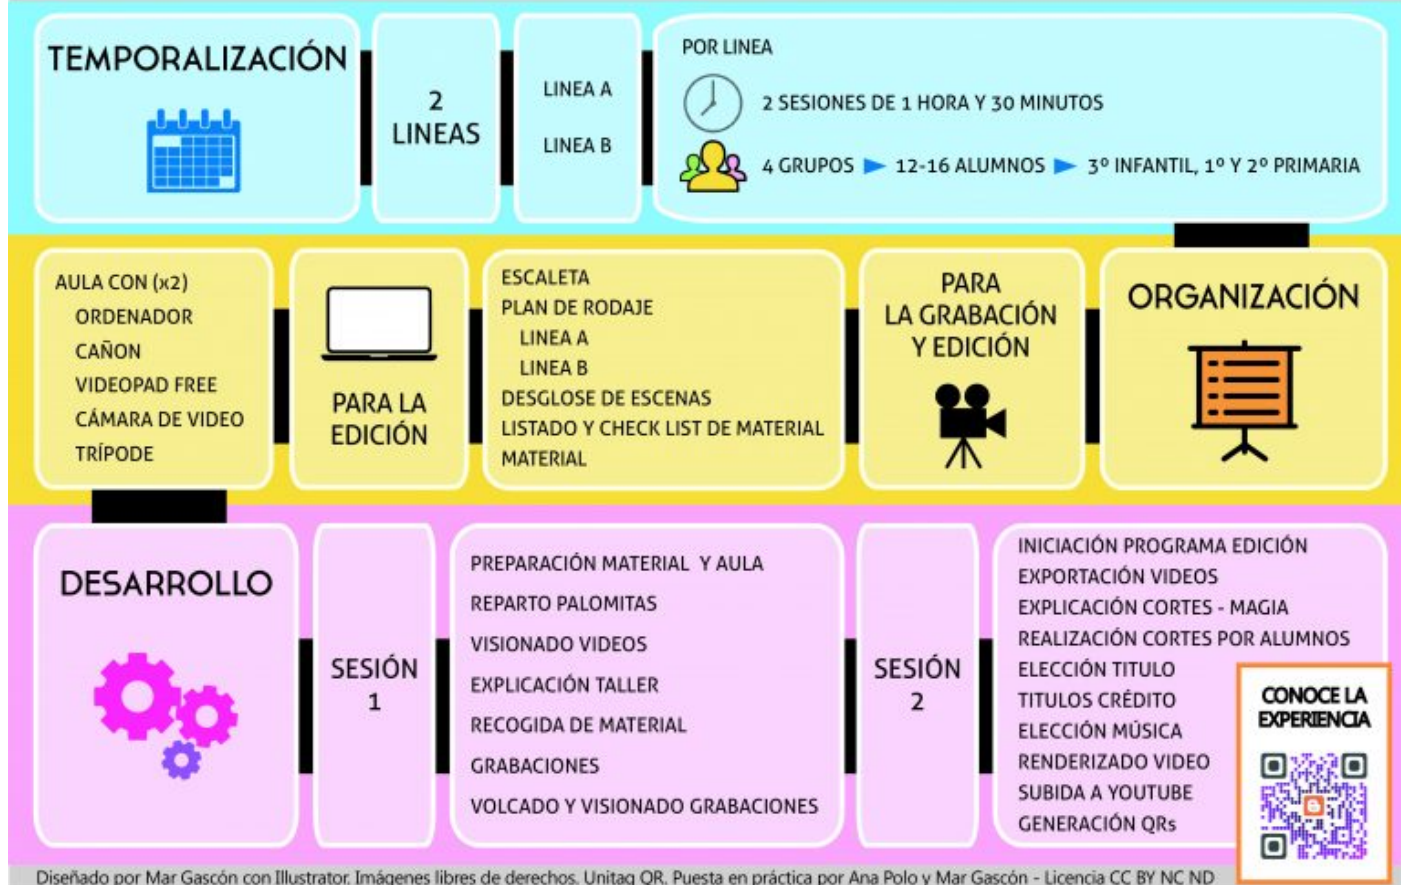 TEMPORALIZACIÓN
2
LINEAS
LINEA A
LINEA B
POR LINEA
2 SESIONES DE 1 HORA Y 30 MINUTOS
4 GRUPOS ► 12-16 ALUMNOS ► 3º INFANTIL, 1º Y 2º PRIMARIA
ORGANIZACIÓN
PARA
LA GRABACIÓN
Y EDICIÓN
ESCALETA
PLAN DE RODAJE
LINEA A
LINEA B
DESGLOSE DE ESCENAS
LISTADO Y CHECK LIST DE MATERIAL
MATERIAL
PARA LA
EDICIÓN
AULA CON (x2)
ORDENADOR
CAÑON
VIDEOPAD FREE
CÁMARA DE VIDEO
TRÍPODE
DESARROLLO
SESIÓN
1
PREPARACIÓN MATERIAL Y AULA
REPARTO PALOMITAS
VISIONADO VIDEOS
EXPLICACIÓN TALLER
RECOGIDA DE MATERIAL
GRABACIONES
VOLCADO Y VISIONADO GRABACIONES
SESIÓN
2
INICIACIÓN PROGRAMA EDICIÓN
EXPORTACIÓN VIDEOS
EXPLICACIÓN CORTES - MAGIA
REALIZACIÓN CORTES POR ALUMNOS
ELECCIÓN TITULO
TITULOS CRÉDITO
ELECCIÓN MÚSICA
RENDERIZADO VIDEO
SUBIDA A YOUTUBE
GENERACIÓN QRs
CONOCE LA
EXPERIENCIA
Diseñado por Mar Gascón con Illustrator. Imágenes libres de derechos. Unitag QR. Puesta en práctica por Ana Polo y Mar Gascón - Licencia CC BY NC ND